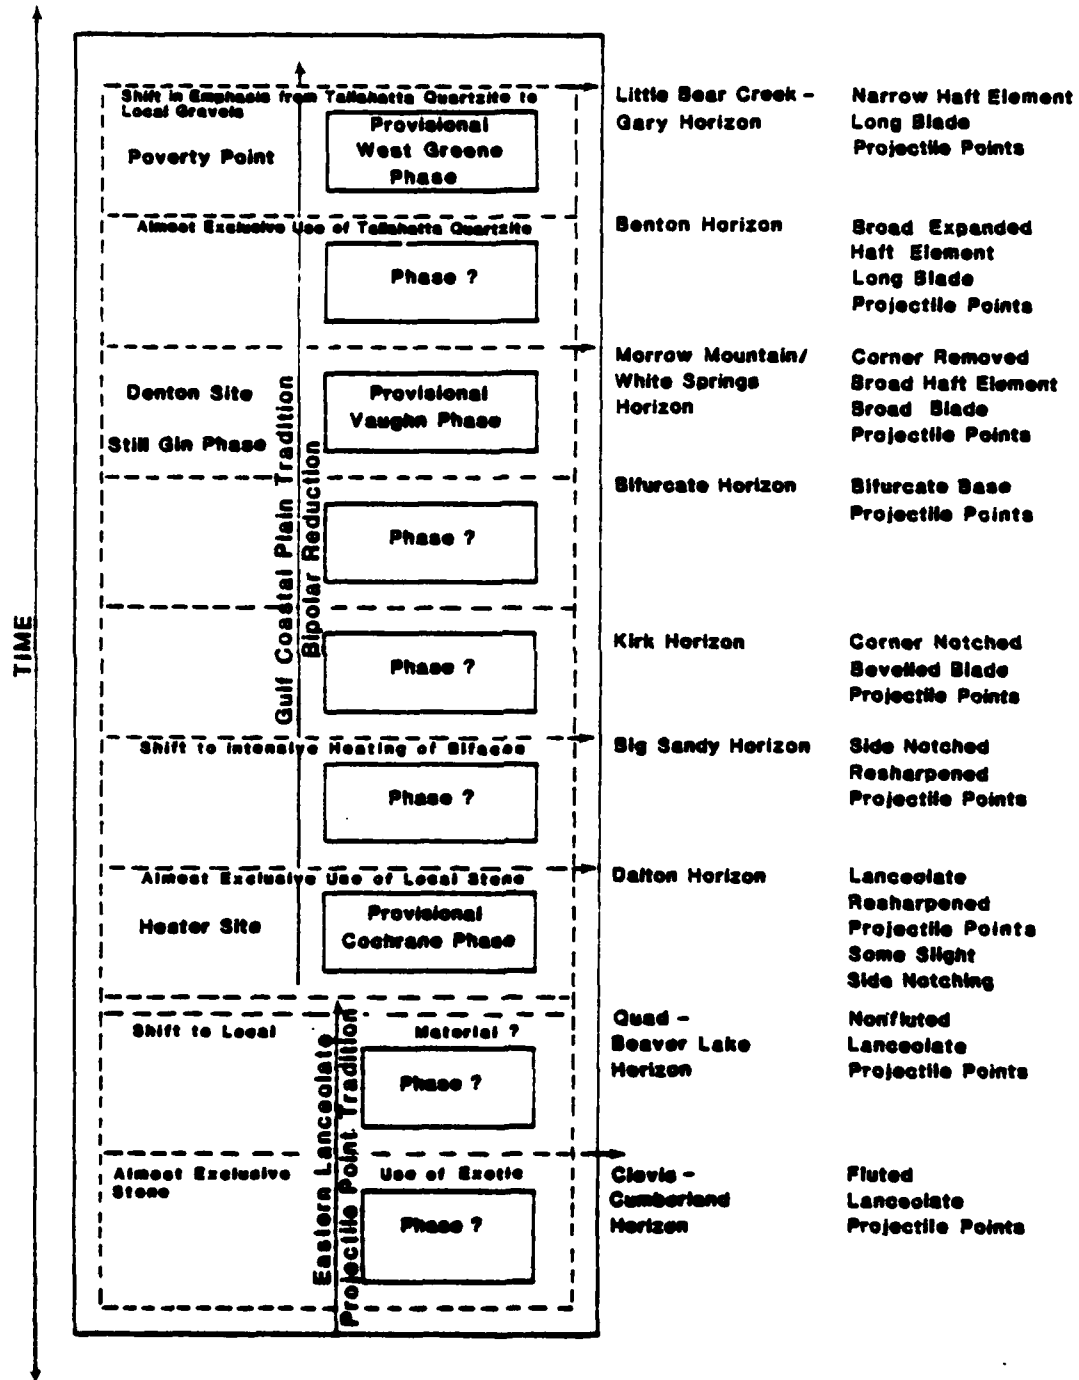 TIME
Shift in Emphasis from Tallahatta Quartzite to
Local Gravels
Poverty Point
Provisional
West Greene
Phase
Little Bear Creek -
Gary Horizon
Narrow Haft Element
Long Blade
Projectile Points
Almost Exclusive Use of Tallahatta Quartzite
Phase ?
Benton Horizon
Broad Expanded
Haft Element
Long Blade
Projectile Points
Denton Site
Still Gin Phase
Provisional
Vaughn Phase
Morrow Mountain/
White Springs
Horizon
Corner Removed
Broad Haft Element
Broad Blade
Projectile Points
Gulf Coastal Plain Tradition
Bipolar Reduction
Phase ?
Bifurcate Horizon
Bifurcate Base
Projectile Points
Phase ?
Kirk Horizon
Corner Notched
Bevelled Blade
Projectile Points
Shift to Intensive Heating of Bifaces
Phase ?
Big Sandy Horizon
Side Notched
Resharpened
Projectile Points
Almost Exclusive Use of Local Stone
Hester Site
Provisional
Cochrane Phase
Dalton Horizon
Lanceolate
Resharpened
Projectile Points
Some Slight
Side Notching
Eastern Lanceolate
Projectile Point Tradition
Shift to Local Material ?
Phase ?
Quad -
Beaver Lake
Horizon
Nonfluted
Lanceolate
Projectile Points
Almost Exclusive Use of Exotic
Stone
Phase ?
Clovis -
Cumberland
Horizon
Fluted
Lanceolate
Projectile Points